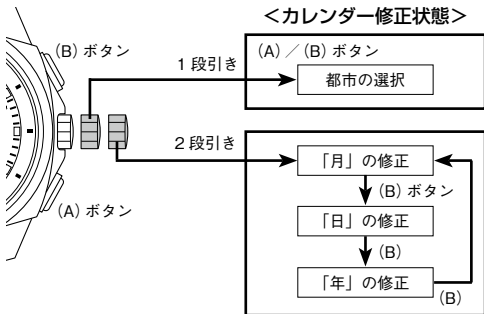 ＜カレンダー修正状態＞
(B) ボタン
(A) ／ (B) ボタン
1 段引き
都市の選択
2 段引き
「月」の修正
(B) ボタン
(A) ボタン
「日」の修正
(B)
「年」の修正
(B)